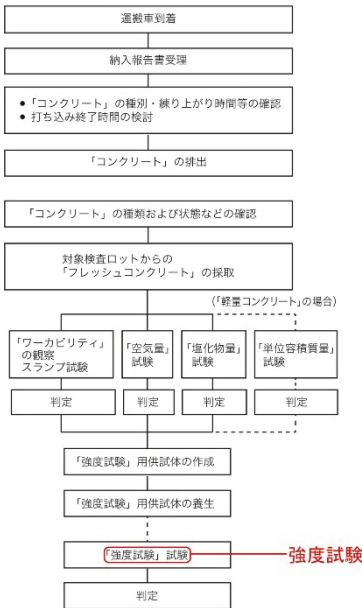 運搬車到着
納入報告書受理
●「コンクリート」の種別・練り上がり時間等の確認
● 打ち込み終了時間の検討
「コンクリート」の排出
「コンクリート」の種類および状態などの確認
対象検査ロットからの
「フレッシュコンクリート」の採取
(「軽量コンクリート」の場合)
「ワーカビリティ」
の観察
スランプ試験
「空気量」
試験
「塩化物量」
試験
「単位容積質量」
試験
判定
判定
判定
判定
「強度試験」用供試体の作成
「強度試験」用供試体の養生
「強度試験」試験
強度試験
判定